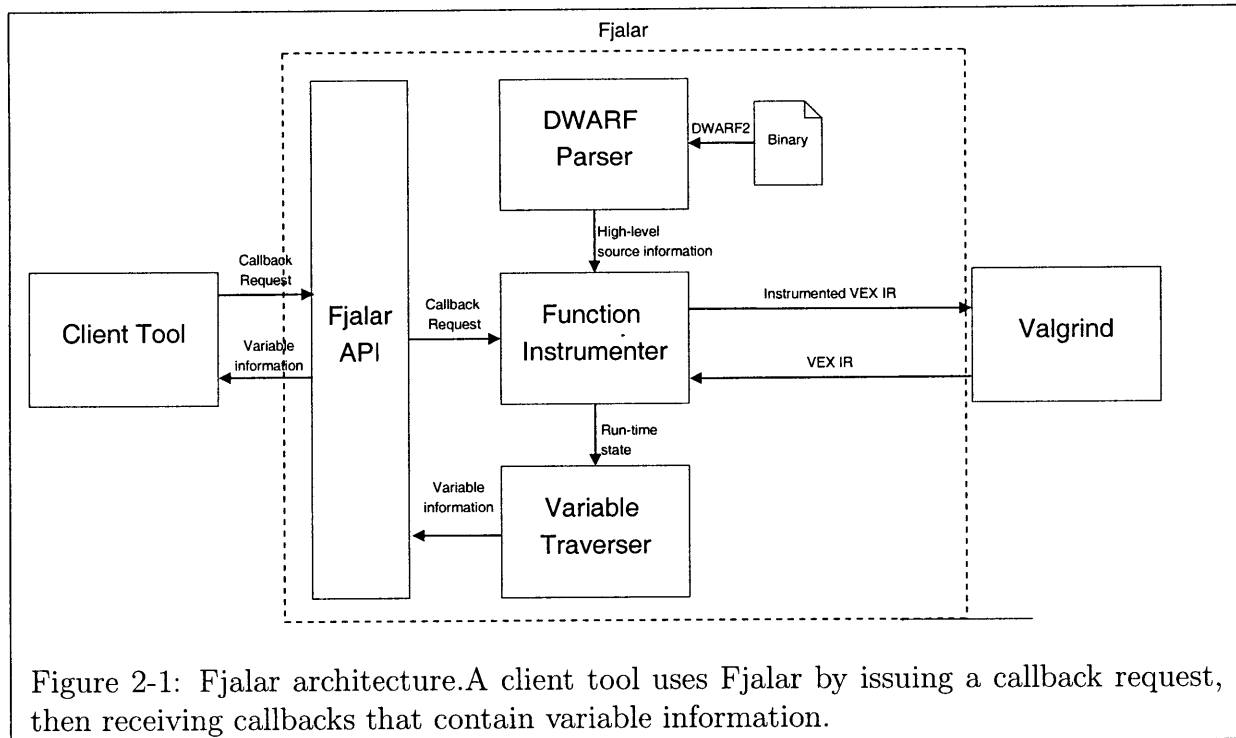 Fjalar
DWARF
Parser
DWARF2
Binary
High-level
source information
Callback
Request
Client Tool
Variable
information
Fjalar
API
Callback
Request
Function
Instrumenter
Instrumented VEX IR
VEX IR
Valgrind
Run-time
state
Variable
information
Variable
Traverser
Figure 2-1: Fjalar architecture.A client tool uses Fjalar by issuing a callback request,
then receiving callbacks that contain variable information.